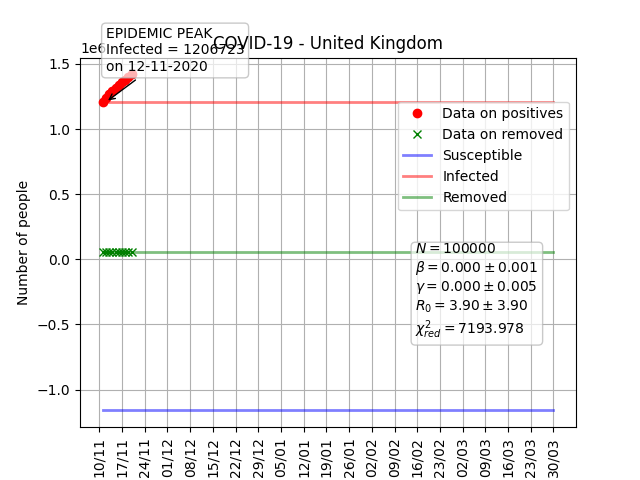 EPIDEMIC PEAK
Infected = 1206723
on 12-11-2020
COVID-19 - United Kingdom
1e6
1.5
1.0
0.5
0.0
−0.5
−1.0
Number of people
Data on positives
Data on removed
Susceptible
Infected
Removed
N = 100000
β = 0.000 ± 0.001
γ = 0.000 ± 0.005
R₀ = 3.90 ± 3.90
χ²red = 7193.978
10/11
17/11
24/11
01/12
08/12
15/12
22/12
29/12
05/01
12/01
19/01
26/01
02/02
09/02
16/02
23/02
02/03
09/03
16/03
23/03
30/03